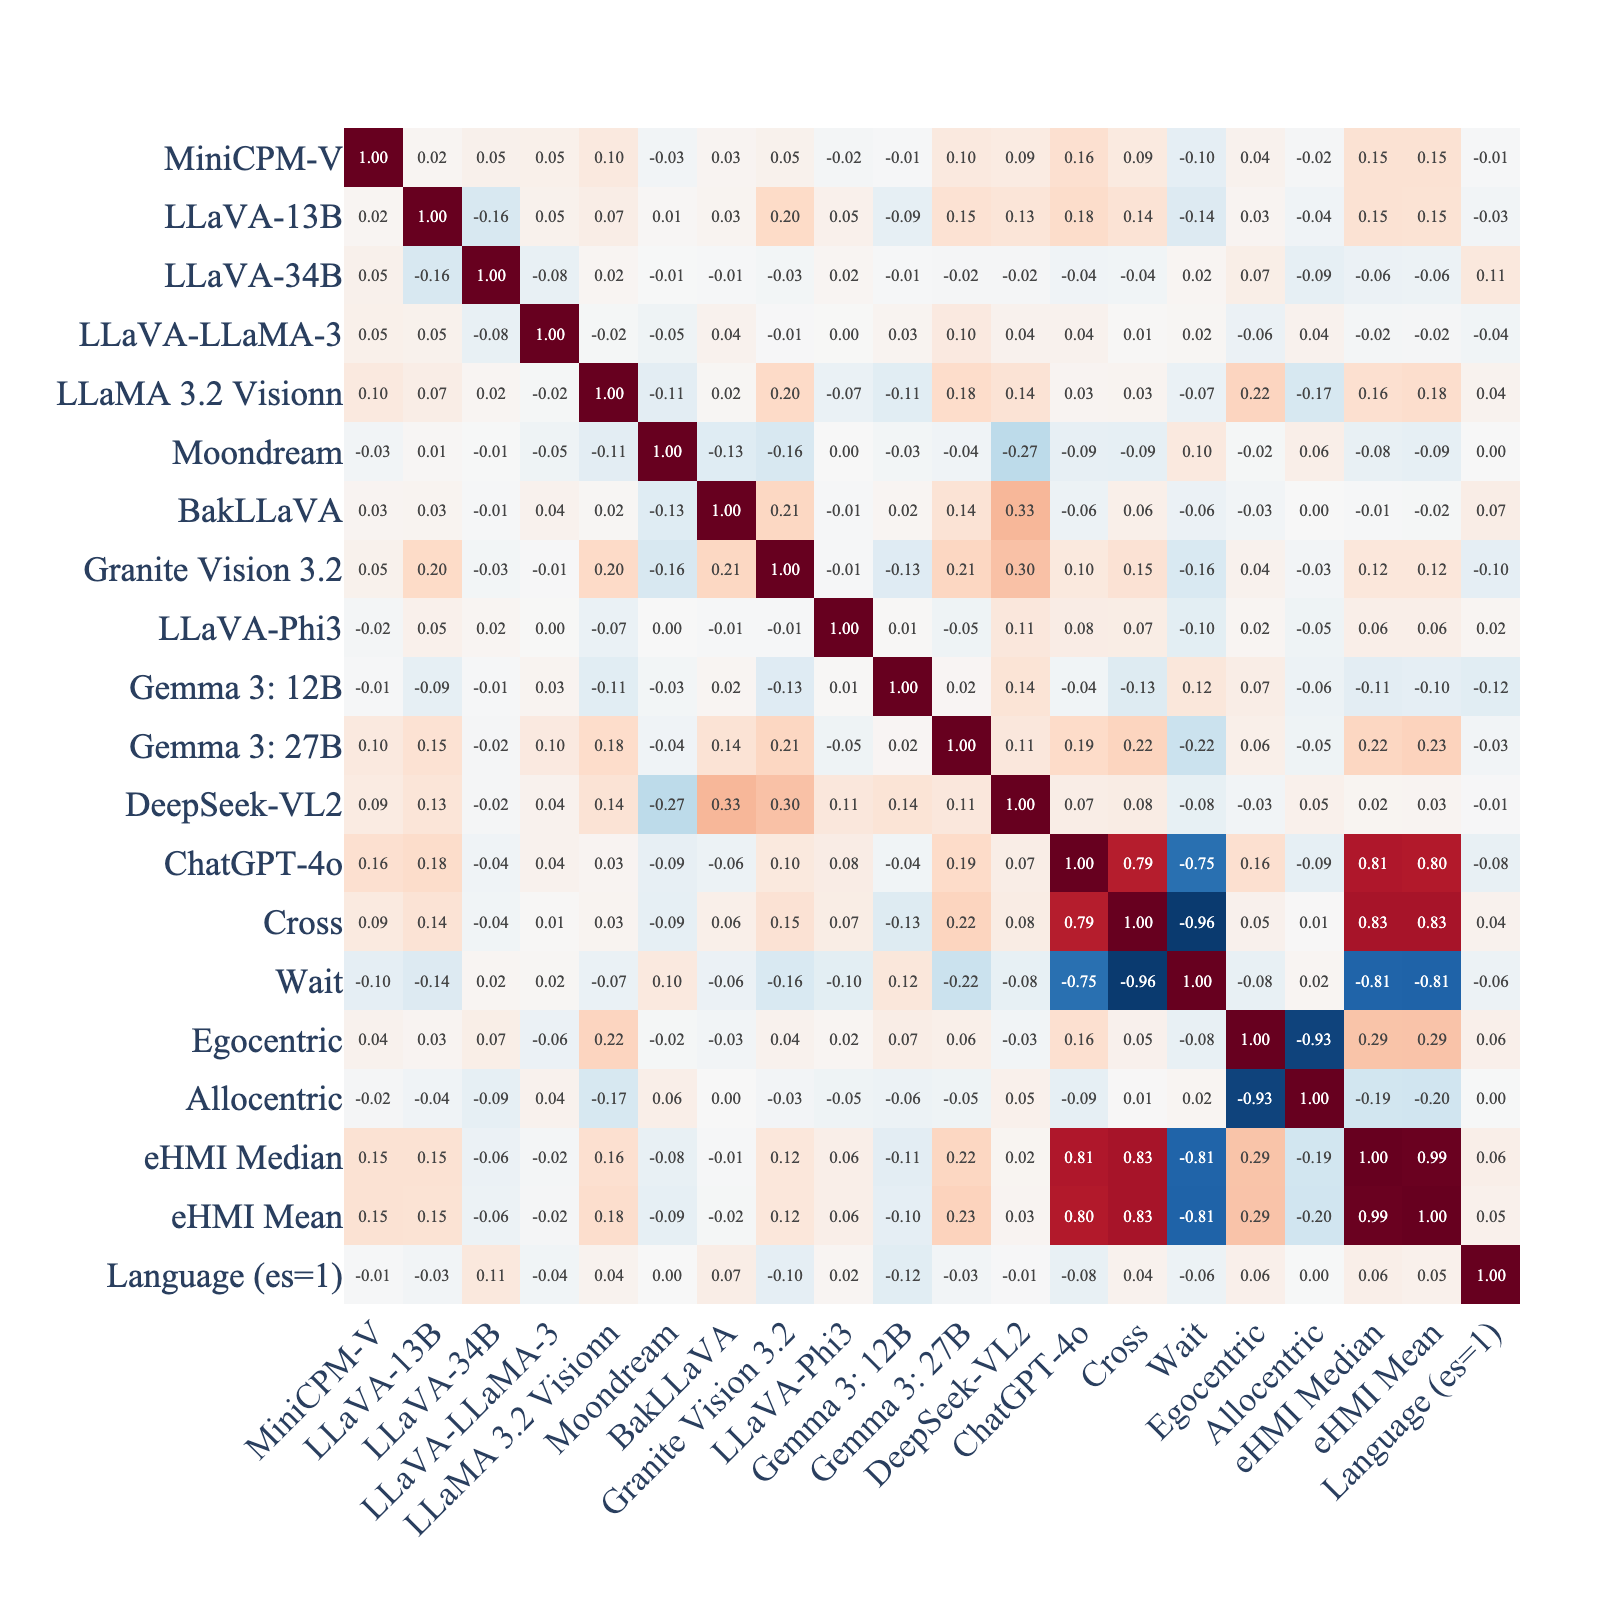 MiniCPM-V 1.00 0.02 0.05 0.05 0.10 -0.03 0.03 0.05 -0.02 -0.01 0.10 0.09 0.16 0.09 -0.10 0.04 -0.02 0.15 0.15 -0.01
LLaVA-13B 0.02 1.00 -0.16 0.05 0.07 0.01 0.03 0.20 0.05 -0.09 0.15 0.13 0.18 0.14 -0.14 0.03 -0.04 0.15 0.15 -0.03
LLaVA-34B 0.05 -0.16 1.00 -0.08 0.02 -0.01 -0.01 -0.03 0.02 -0.01 -0.02 -0.02 -0.04 -0.04 0.02 0.07 -0.09 -0.06 -0.06 0.11
LLaVA-LLaMA-3 0.05 0.05 -0.08 1.00 -0.02 -0.05 0.04 -0.01 0.00 0.03 0.10 0.04 0.04 0.01 0.02 -0.06 0.04 -0.02 -0.02 -0.04
LLaMA 3.2 Visionn 0.10 0.07 0.02 -0.02 1.00 -0.11 0.02 0.20 -0.07 -0.11 0.18 0.14 0.03 0.03 -0.07 0.22 -0.17 0.16 0.18 0.04
Moondream -0.03 0.01 -0.01 -0.05 -0.11 1.00 -0.13 -0.16 0.00 -0.03 -0.04 -0.27 -0.09 -0.09 0.10 -0.02 0.06 -0.08 -0.09 0.00
BakLLaVA 0.03 0.03 -0.01 0.04 0.02 -0.13 1.00 0.21 -0.01 0.02 0.14 0.33 -0.06 0.06 -0.06 -0.03 0.00 -0.01 -0.02 0.07
Granite Vision 3.2 0.05 0.20 -0.03 -0.01 0.20 -0.16 0.21 1.00 -0.01 -0.13 0.21 0.30 0.10 0.15 -0.16 0.04 -0.03 0.12 0.12 -0.10
LLaVA-Phi3 -0.02 0.05 0.02 0.00 -0.07 0.00 -0.01 -0.01 1.00 0.01 -0.05 0.11 0.08 0.07 -0.10 0.02 -0.05 0.06 0.06 0.02
Gemma 3: 12B -0.01 -0.09 -0.01 0.03 -0.11 -0.03 0.02 -0.13 0.01 1.00 0.02 0.14 -0.04 -0.13 0.12 0.07 -0.06 -0.11 -0.10 -0.12
Gemma 3: 27B 0.10 0.15 -0.02 0.10 0.18 -0.04 0.14 0.21 -0.05 0.02 1.00 0.11 0.19 0.22 -0.22 0.06 -0.05 0.22 0.23 -0.03
DeepSeek-VL2 0.09 0.13 -0.02 0.04 0.14 -0.27 0.33 0.30 0.11 0.14 0.11 1.00 0.07 0.08 -0.08 -0.03 0.05 0.02 0.03 -0.01
ChatGPT-4o 0.16 0.18 -0.04 0.04 0.03 -0.09 -0.06 0.10 0.08 -0.04 0.19 0.07 1.00 0.79 -0.75 0.16 -0.09 0.81 0.80 -0.08
Cross 0.09 0.14 -0.04 0.01 0.03 -0.09 0.06 0.15 0.07 -0.13 0.22 0.08 0.79 1.00 -0.96 0.05 0.01 0.83 0.83 0.04
Wait -0.10 -0.14 0.02 0.02 -0.07 0.10 -0.06 -0.16 -0.10 0.12 -0.22 -0.08 -0.75 -0.96 1.00 -0.08 0.02 -0.81 -0.81 -0.06
Egocentric 0.04 0.03 0.07 -0.06 0.22 -0.02 -0.03 0.04 0.02 0.07 0.06 -0.03 0.16 0.05 -0.08 1.00 -0.93 0.29 0.29 0.06
Allocentric -0.02 -0.04 -0.09 0.04 -0.17 0.06 0.00 -0.03 -0.05 -0.06 -0.05 0.05 -0.09 0.01 0.02 -0.93 1.00 -0.19 -0.20 0.00
eHMI Median 0.15 0.15 -0.06 -0.02 0.16 -0.08 -0.01 0.12 0.06 -0.11 0.22 0.02 0.81 0.83 -0.81 0.29 -0.19 1.00 0.99 0.06
eHMI Mean 0.15 0.15 -0.06 -0.02 0.18 -0.09 -0.02 0.12 0.06 -0.10 0.23 0.03 0.80 0.83 -0.81 0.29 -0.20 0.99 1.00 0.05
Language (es=1) -0.01 -0.03 0.11 -0.04 0.04 0.00 0.07 -0.10 0.02 -0.12 -0.03 -0.01 -0.08 0.04 -0.06 0.06 0.00 0.06 0.05 1.00
MiniCPM-V
LLaVA-13B
LLaVA-34B
LLaVA-LLaMA-3
LLaMA 3.2 Visionn
Moondream
BakLLaVA
Granite Vision 3.2
LLaVA-Phi3
Gemma 3: 12B
Gemma 3: 27B
DeepSeek-VL2
ChatGPT-4o
Cross
Wait
Egocentric
Allocentric
eHMI Median
eHMI Mean
Language (es=1)